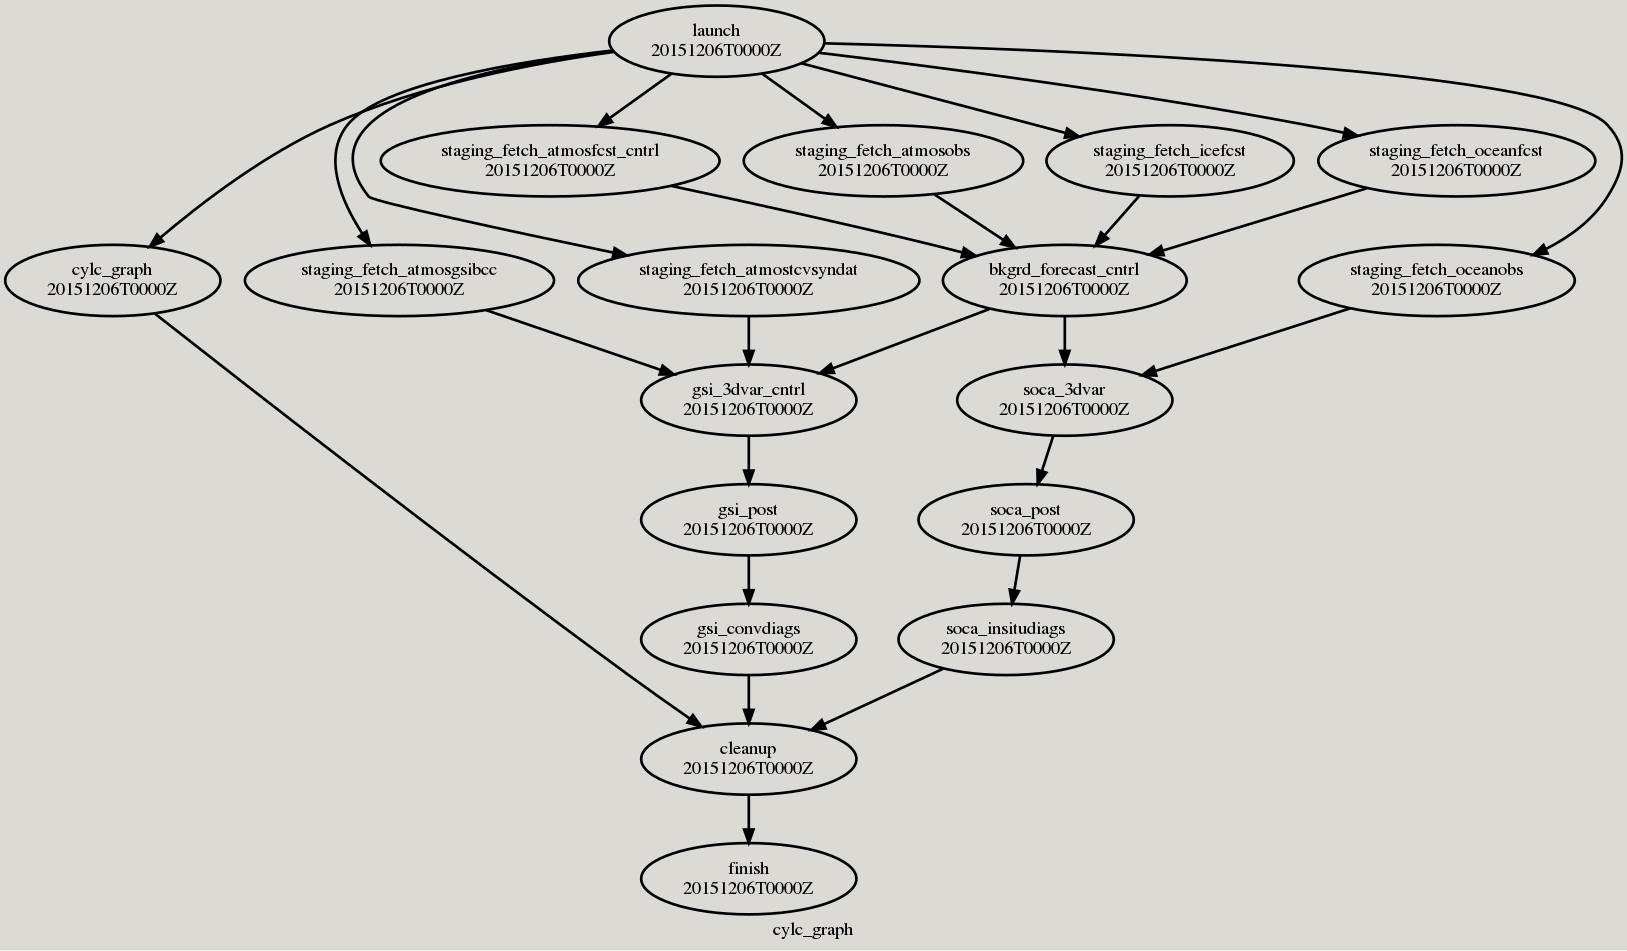 launch
20151206T0000Z
staging_fetch_atmosfcst_cntrl
20151206T0000Z
staging_fetch_atmosobs
20151206T0000Z
staging_fetch_icefcst
20151206T0000Z
staging_fetch_oceanfcst
20151206T0000Z
cylc_graph
20151206T0000Z
staging_fetch_atmosgsibcc
20151206T0000Z
staging_fetch_atmostcvsyndat
20151206T0000Z
bkgrd_forecast_cntrl
20151206T0000Z
staging_fetch_oceanobs
20151206T0000Z
gsi_3dvar_cntrl
20151206T0000Z
soca_3dvar
20151206T0000Z
gsi_post
20151206T0000Z
soca_post
20151206T0000Z
gsi_convdiags
20151206T0000Z
soca_insitudiags
20151206T0000Z
cleanup
20151206T0000Z
finish
20151206T0000Z
cylc_graph